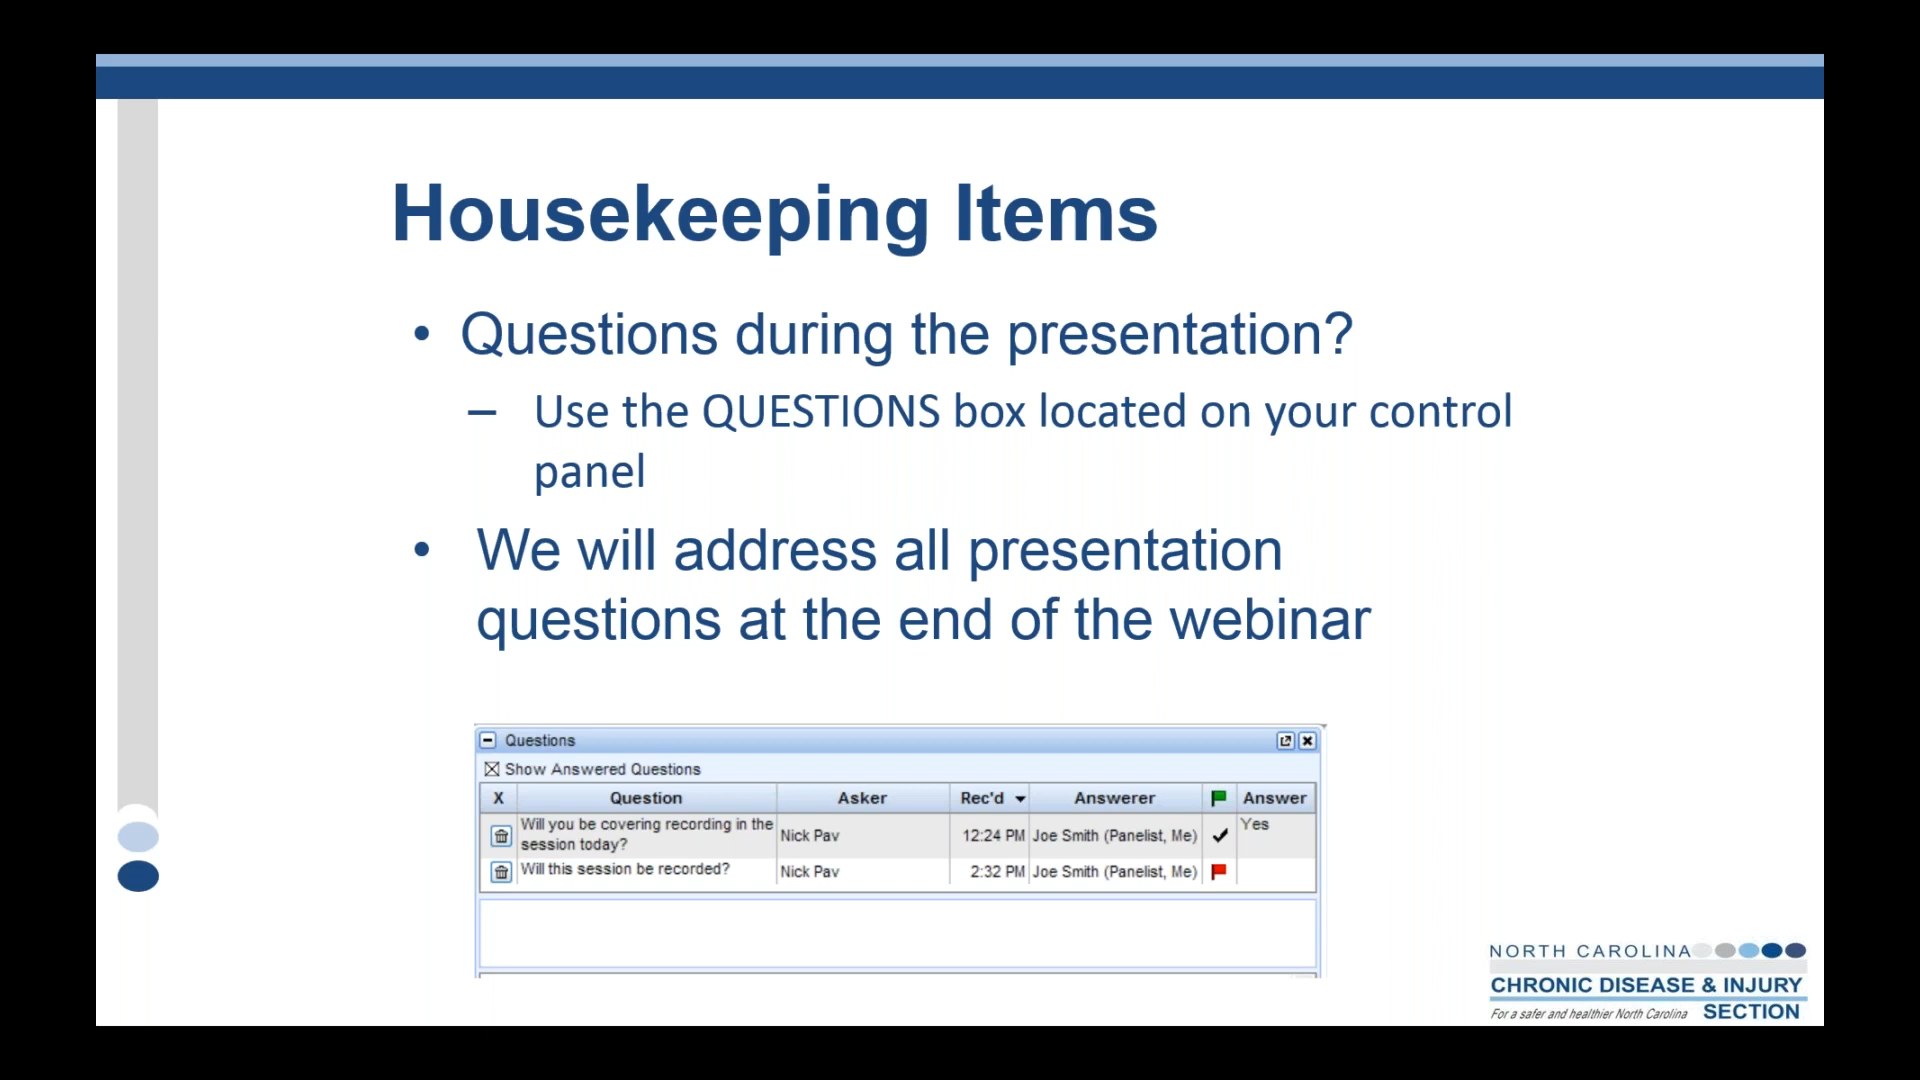 Housekeeping Items
• Questions during the presentation?
– Use the QUESTIONS box located on your control
panel
• We will address all presentation
questions at the end of the webinar
Questions
Show Answered Questions
X Question Asker Rec'd Answerer Answer
Will you be covering recording in the
session today? Nick Pav 12:24 PM Joe Smith (Panelist, Me) Yes
Will this session be recorded? Nick Pav 2:32 PM Joe Smith (Panelist, Me)
NORTH CAROLINA
CHRONIC DISEASE & INJURY
For a safer and healthier North Carolina SECTION